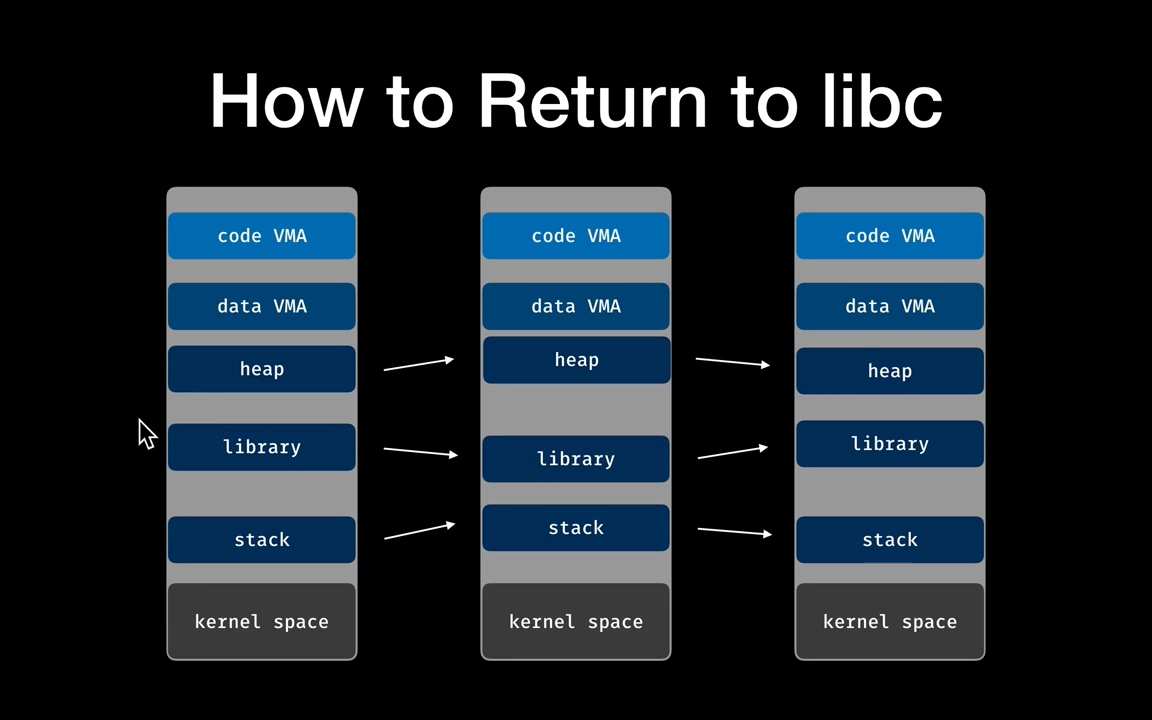 How to Return to libc
code VMA
data VMA
heap
library
stack
kernel space
code VMA
data VMA
heap
library
stack
kernel space
code VMA
data VMA
heap
library
stack
kernel space